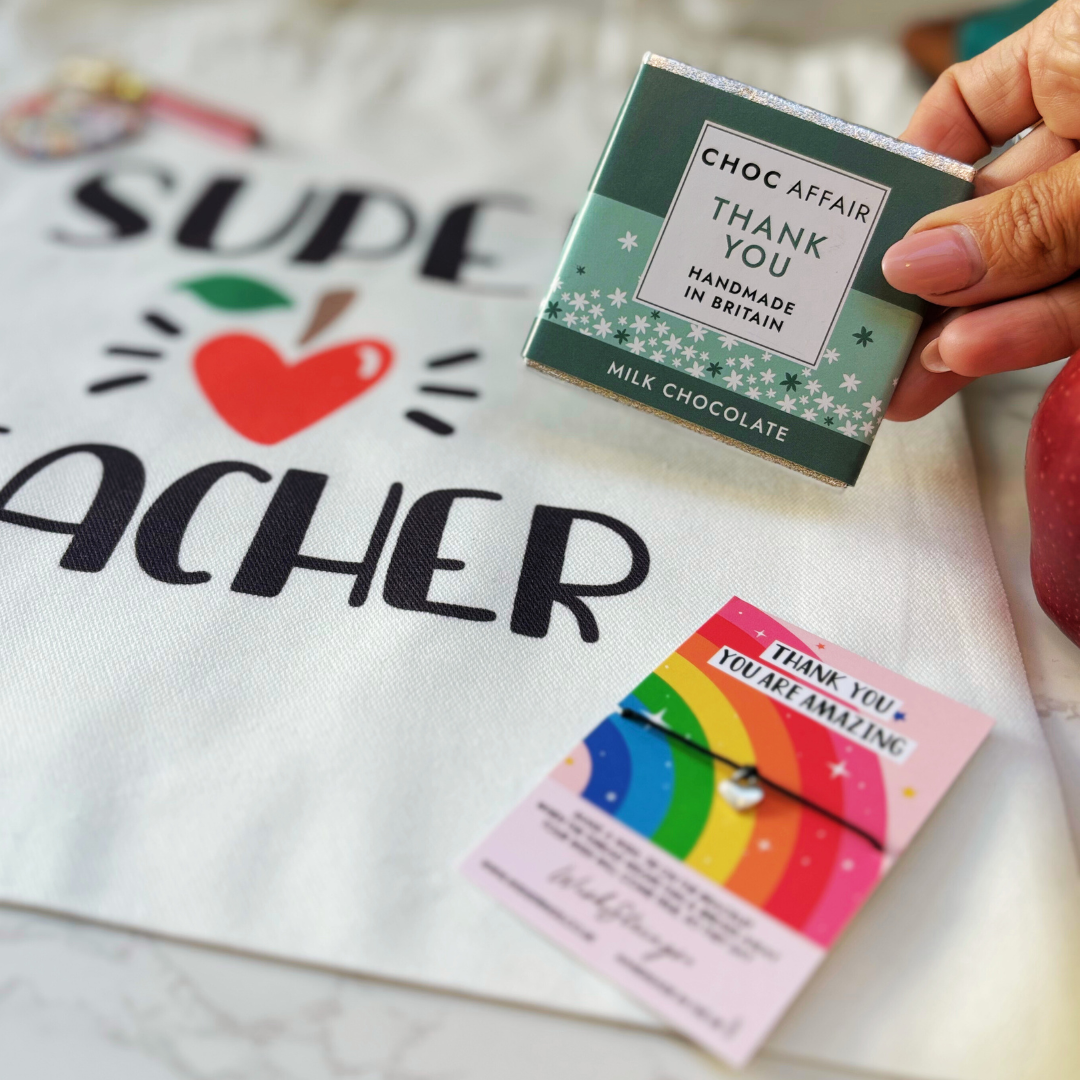 SUPE
ACHER
CHOC AFFAIR
THANK
YOU
HANDMADE
IN BRITAIN
MILK CHOCOLATE
THANK YOU
YOU ARE AMAZING